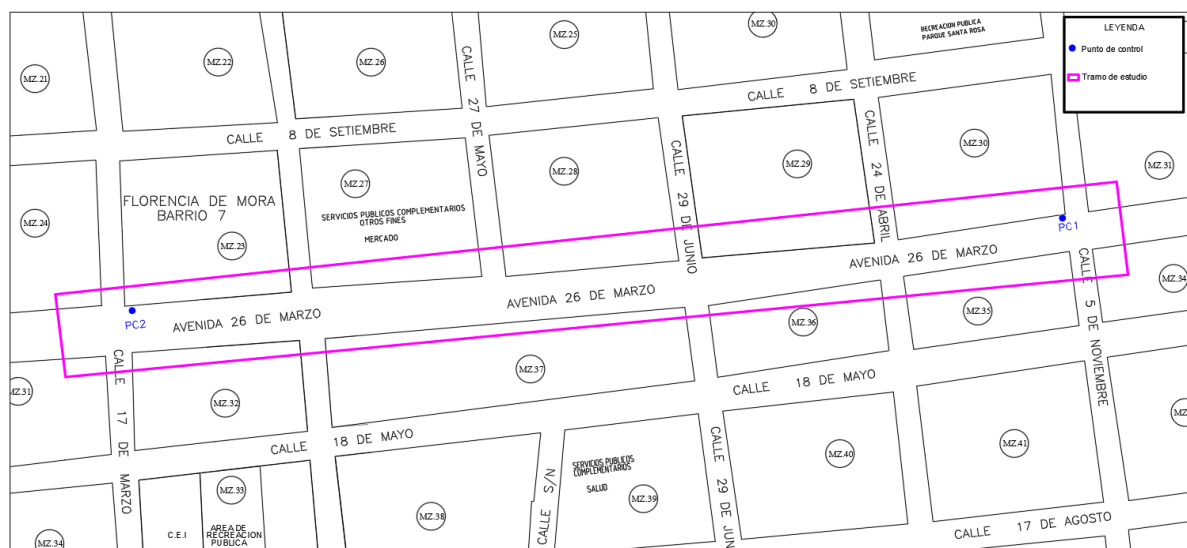 MZ.21
MZ.22
MZ.26
MZ.25
MZ.30
RECREACION PUBLICA
PARQUE SANTA ROSA
LEYENDA
Punto de control
Tramo de estudio
CALLE 27 DE MAYO
CALLE 8 DE SETIEMBRE
CALLE 8 DE SETIEMBRE
MZ.24
FLORENCIA DE MORA
BARRIO 7
MZ.23
MZ.27
SERVICIOS PUBLICOS COMPLEMENTARIOS
OTROS FINES
MERCADO
MZ.28
CALLE 29 DE JUNIO
MZ.29
CALLE 24 DE ABRIL
MZ.30
MZ.31
PC1
PC2
AVENIDA 26 DE MARZO
AVENIDA 26 DE MARZO
AVENIDA 26 DE MARZO
CALLE 5 DE NOVIEMBRE
MZ.34
MZ.31
CALLE 17 DE MARZO
MZ.32
MZ.37
MZ.36
MZ.35
CALLE 18 DE MAYO
CALLE 18 DE MAYO
MZ.34
C.E.I
MZ.33
AREA DE
RECREACION
PUBLICA
MZ.38
CALLE S/N
SERVICIOS PUBLICOS
COMPLEMENTARIOS
SALUD
MZ.39
CALLE 29 DE JUN
MZ.40
MZ.41
MZ
CALLE 17 DE AGOSTO